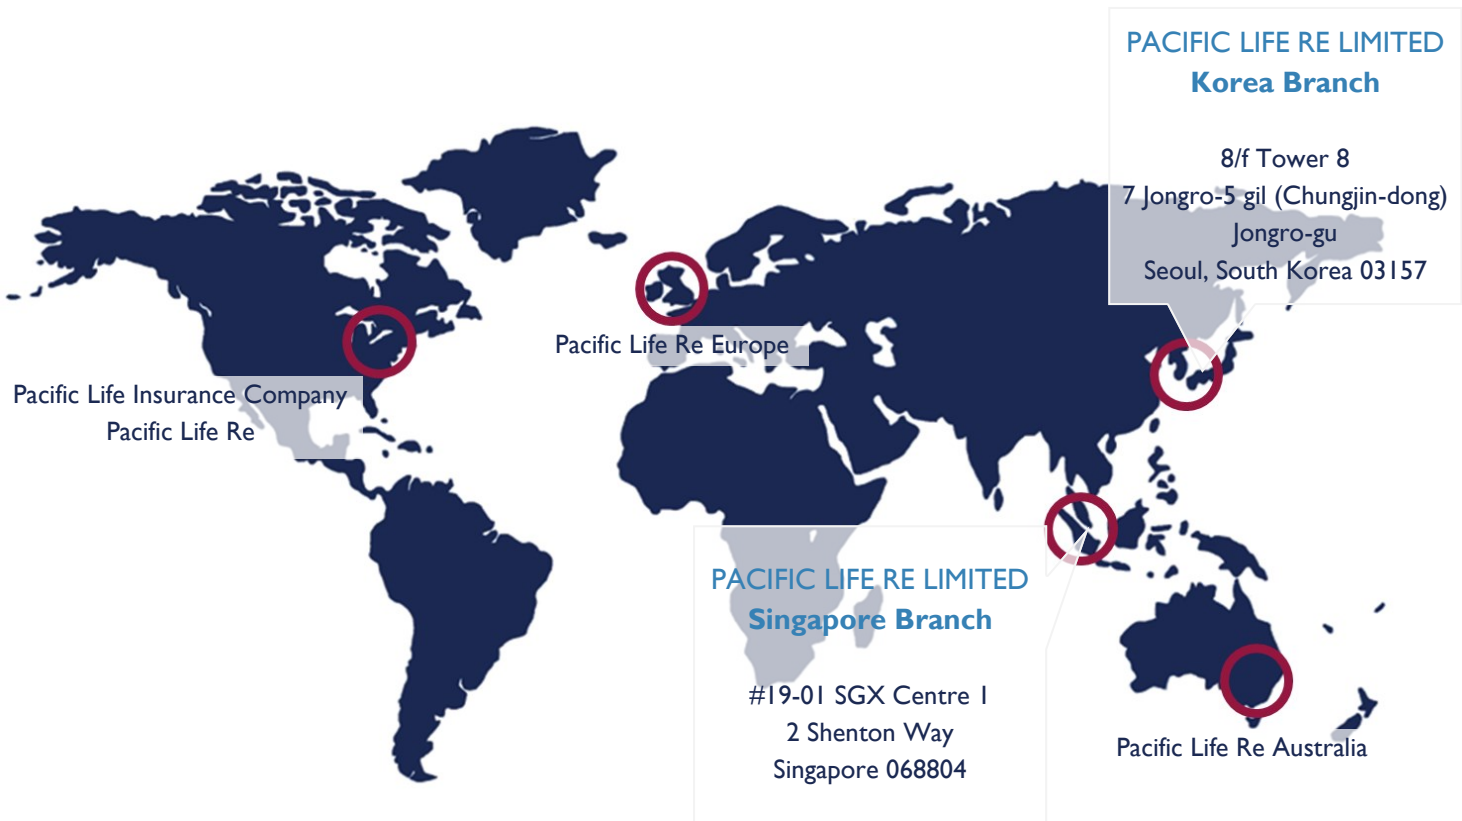 PACIFIC LIFE RE LIMITED
Korea Branch
8/f Tower 8
7 Jongro-5 gil (Chungjin-dong)
Jongro-gu
Seoul, South Korea 03157
Pacific Life Re Europe
Pacific Life Insurance Company
Pacific Life Re
PACIFIC LIFE RE LIMITED
Singapore Branch
#19-01 SGX Centre 1
2 Shenton Way
Singapore 068804
Pacific Life Re Australia